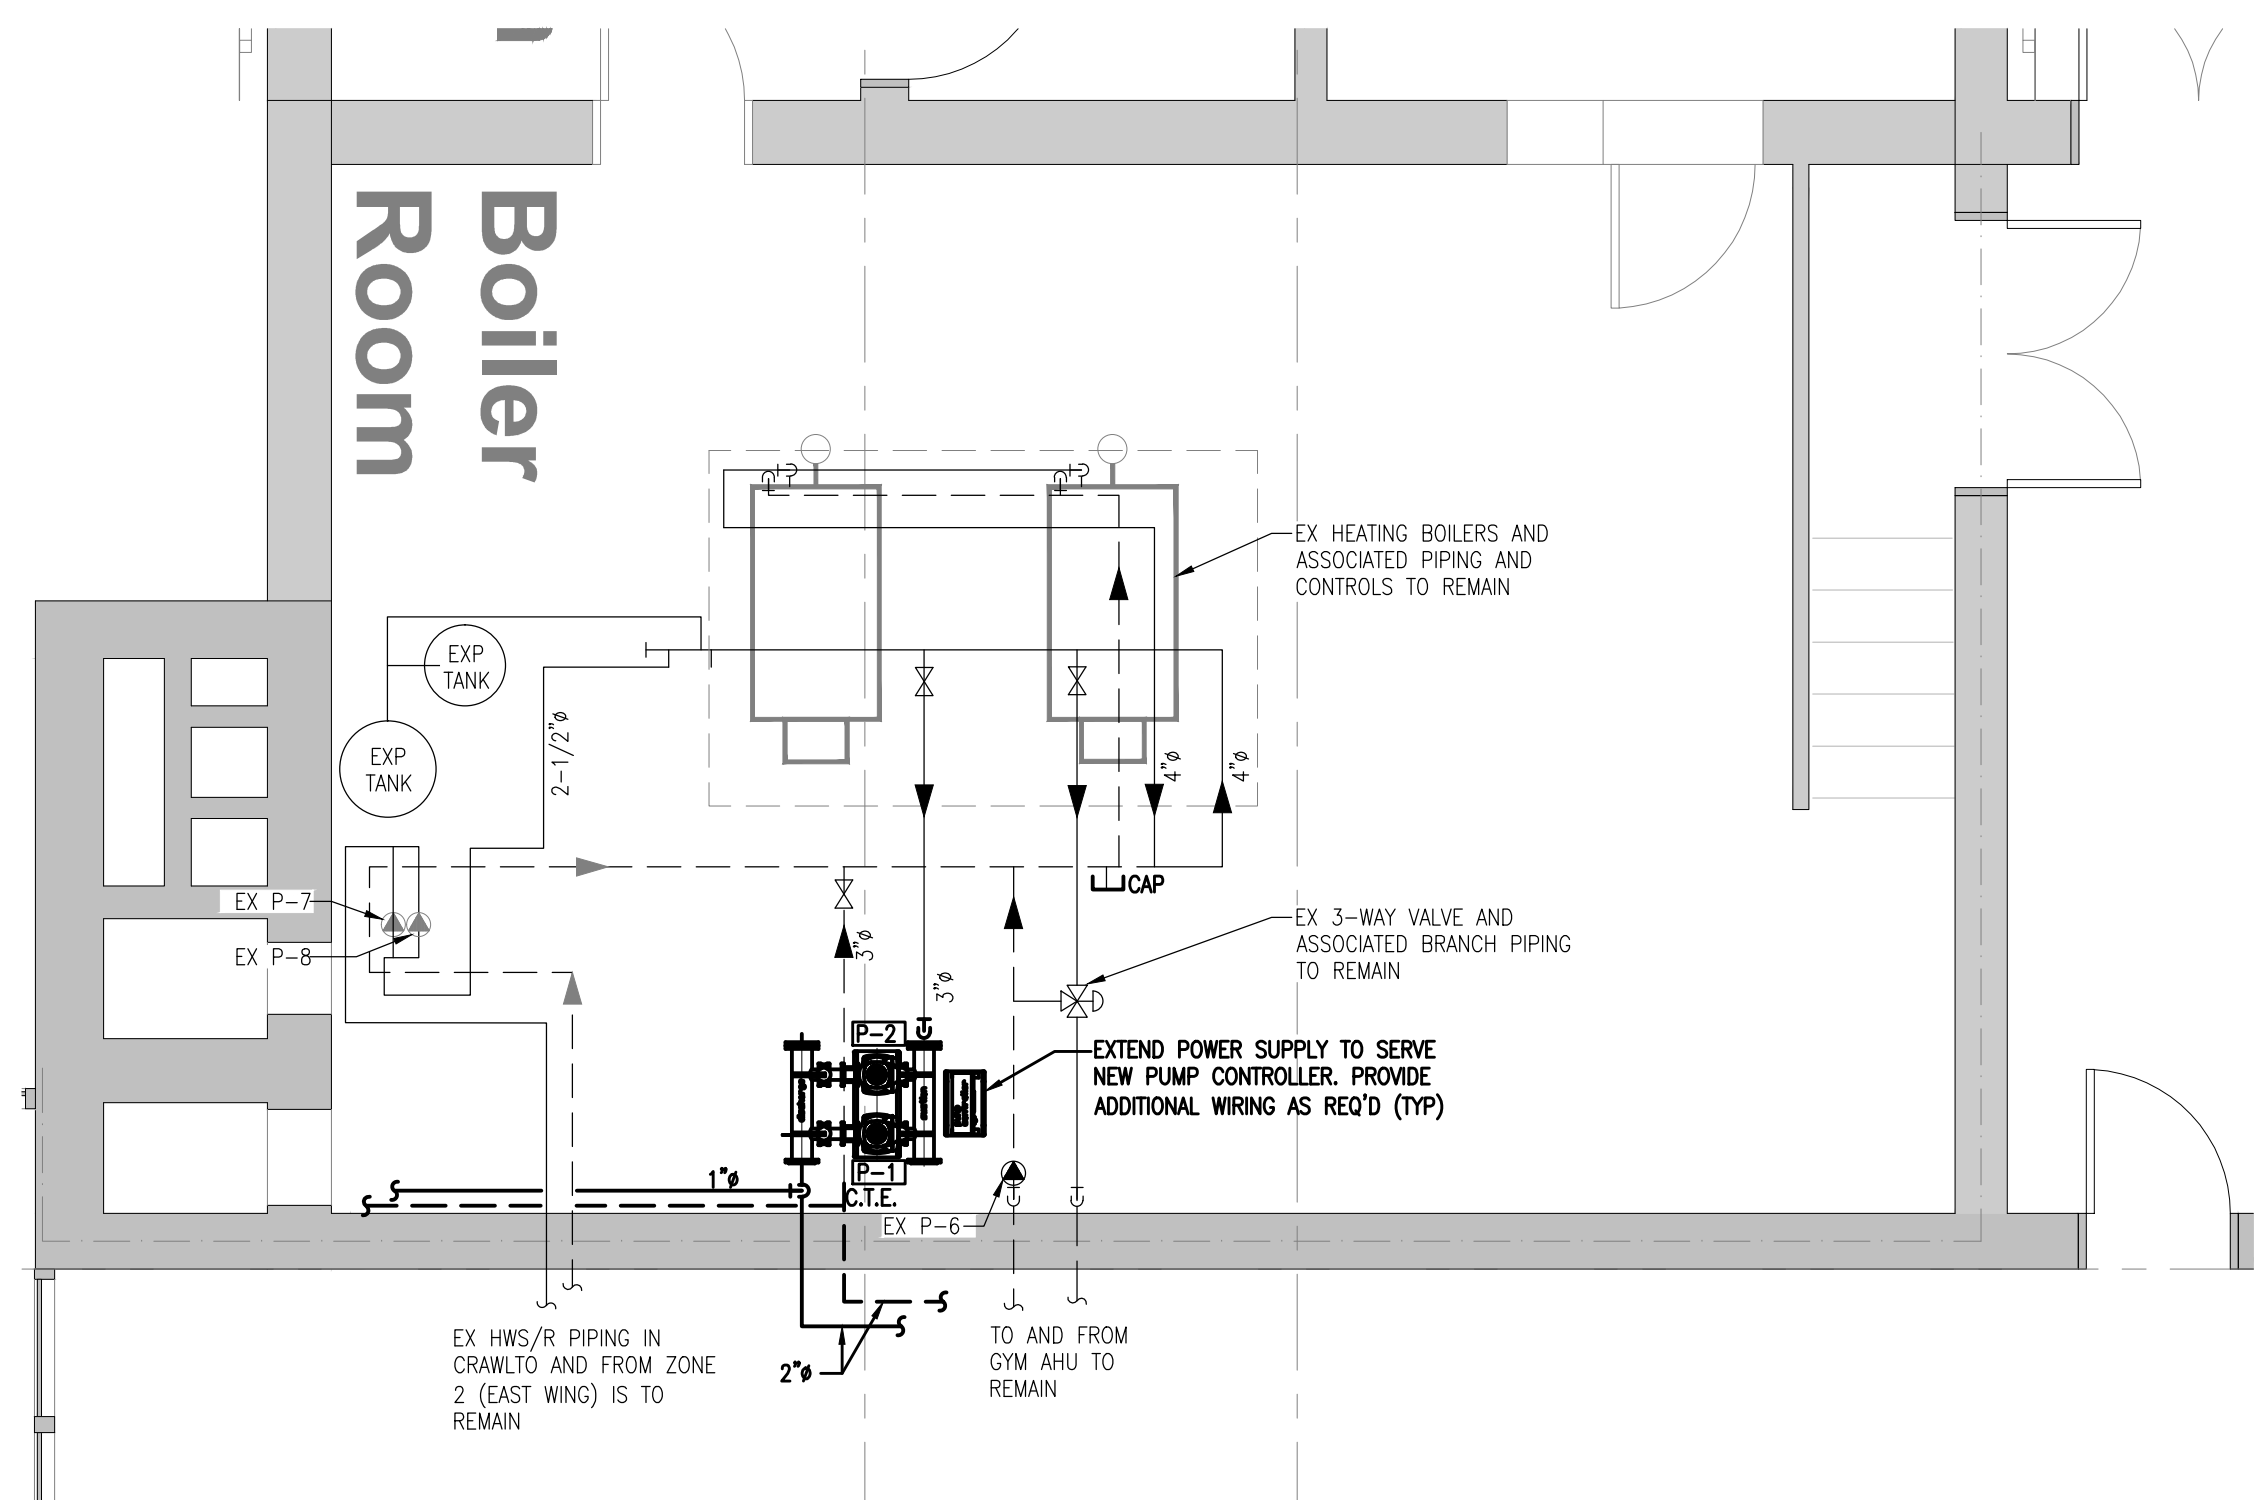 Boiler
Room
EX HEATING BOILERS AND
ASSOCIATED PIPING AND
CONTROLS TO REMAIN
EXP
TANK
EXP
TANK
2-1/2"ø
4"ø
4"ø
CAP
EX P-7
EX P-8
3"ø
3"ø
EX 3-WAY VALVE AND
ASSOCIATED BRANCH PIPING
TO REMAIN
P-2
EXTEND POWER SUPPLY TO SERVE
NEW PUMP CONTROLLER. PROVIDE
ADDITIONAL WIRING AS REQ'D (TYP)
discharge
suction
P-1
1"ø
C.T.E.
EX P-6
2"ø
EX HWS/R PIPING IN
CRAWLTO AND FROM ZONE
2 (EAST WING) IS TO
REMAIN
TO AND FROM
GYM AHU TO
REMAIN